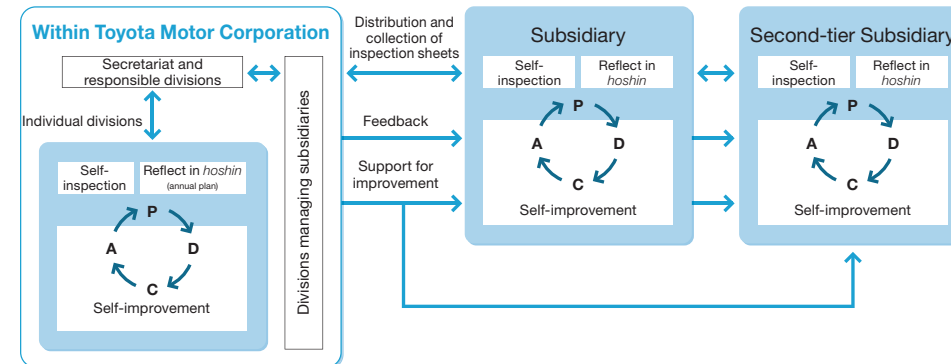 Within Toyota Motor Corporation
Secretariat and
responsible divisions
Individual divisions
Self-
inspection
Reflect in hoshin
(annual plan)
P
A
D
C
Self-improvement
Divisions managing subsidiaries
Distribution and
collection of
inspection sheets
Feedback
Support for
improvement
Subsidiary
Self-
inspection
Reflect in
hoshin
P
A
D
C
Self-improvement
Second-tier Subsidiary
Self-
inspection
Reflect in
hoshin
P
A
D
C
Self-improvement